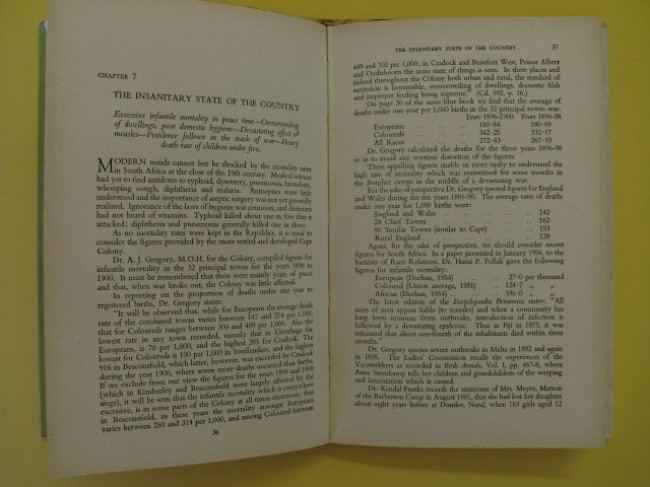 CHAPTER 7
THE INSANITARY STATE OF THE COUNTRY
Excessive infantile mortality in peace time—Overcrowding
of dwellings, poor domestic hygiene—Devastating effect of
measles—Pestilence follows in the track of war—Heavy
death rate of children under five.
MODERN minds cannot but be shocked by the mortality rates
in South Africa at the close of the 19th century. Medical science
had yet to find antidotes to typhoid, dysentery, pneumonia, bronchitis,
whooping cough, diphtheria and malaria. Antiseptics were little
understood and the importance of aseptic surgery was not yet generally
realized. Ignorance of the laws of hygiene was common, and dieticians
had not heard of vitamins. Typhoid killed about one in five that it
attacked; diphtheria and pneumonia generally killed one in three.
As no mortality rates were kept in the Republics, it is usual to
consider the figures provided by the more settled and developed Cape
Colony.
Dr. A. J. Gregory, M.O.H. for the Colony, compiled figures for
infantile mortality in the 32 principal towns for the years 1896 to
1900. It must be remembered that these were mainly years of peace
and that, when war broke out, the Colony was little affected.
In reporting on the proportion of deaths under one year to
registered births, Dr. Gregory states:
"It will be observed that, while for Europeans the average death
rate of the combined towns varies between 147 and 214 per 1,000,
that for Coloureds ranges between 300 and 409 per 1,000. Also the
lowest rate in any town recorded, namely that in Uitenhage for
Europeans, is 70 per 1,000, and the highest 395 for Cradock. The
lowest for Coloureds is 100 per 1,000 in Swellendam, and the highest
918 in Beaconsfield, which latter, however, was exceeded by Cradock
during the year 1900, where even more deaths occurred than births.
If we exclude from our view the figures for the years 1899 and 1900
(which in Kimberley and Beaconsfield were largely affected by the
siege), it will be seen that the infantile mortality which is everywhere
excessive, is in some parts of the Colony at all times enormous; that
in Beaconsfield, in these years the mortality amongst Europeans
varies between 250 and 314 per 1,000, and among Coloured between
36
THE INSANITARY STATE OF THE COUNTRY 37
449 and 702 per 1,000; in Cradock and Beaufort West, Prince Albert
and Oudtshoorn the same state of things is seen. In these places and
indeed throughout the Colony both urban and rural, the standard of
sanitation is lamentable, overcrowding of dwellings, domestic filth
and improper feeding being supreme." (Cd. 902, p. 16.)
On page 30 of the same blue book we find that the average of
deaths under one year per 1,000 births in the 32 principal towns was:
Years 1896-1900 Years 1896-98
Europeans .. .. .. 180·84 180·09
Coloureds .. .. .. 342·25 332·17
All Races .. .. .. 272·43 267·33
Dr. Gregory calculated the deaths for the three years 1896-98
so as to avoid any wartime distortion of the figures.
These appalling figures enable us more easily to understand the
high rate of mortality which was maintained for some months in
the Burgher camps in the middle of a devastating war.
For the sake of perspective Dr. Gregory quoted figures for England
and Wales during the ten years 1881-90. The average rates of deaths
under one year for 1,000 births were:
England and Wales .. .. .. .. .. 142
28 Chief Towns .. .. .. .. .. 162
50 Similar Towns (similar to Cape) .. .. .. 153
Rural England .. .. .. .. .. 128
Again, for the sake of perspective, we should consider recent
figures for South Africa. In a paper presented in January 1956, to the
Institute of Race Relations, Dr. Hansi P. Pollak gave the following
figures for infantile mortality:
European (Durban, 1954) 27·0 per thousand
Coloured (Union average, 1951) 124·7 " "
African (Durban, 1954) 336·0 " "
The latest edition of the Encyclopædia Britannica states: "All
races of men appear liable (to measles) and when a community has
long been immune from outbreaks, introduction of infection is
followed by a devastating epidemic. Thus in Fiji in 1875, it was
estimated that about one-fourth of the inhabitants died within three
months."
Dr. Gregory quotes severe outbreaks in Malta in 1892 and again
in 1898. The Ladies' Commission recall the experiences of the
Voortrekkers as recorded in Birds Annals, Vol. I, pp. 467-8, where
Anna Steenkamp tells her children and grandchildren of the weeping
and lamentation which it caused.
Dr. Kendal Franks records the statement of Mrs. Meyer, Matron
of the Barberton Camp in August 1901, that she had lost her daughter
about eight years before at Dundee, Natal, when 163 girls aged 12